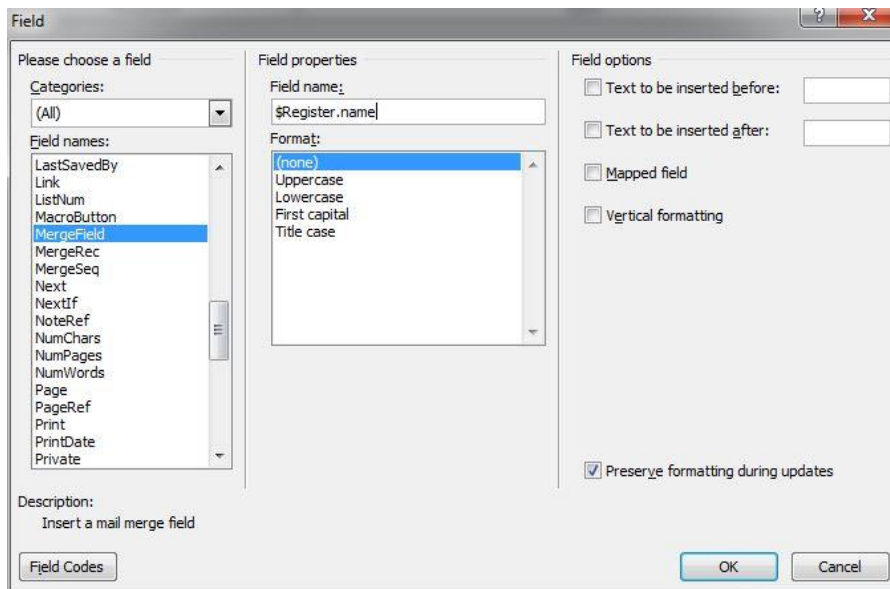 Field
Please choose a field
Categories:
(All)
Field names:
LastSavedBy
Link
ListNum
MacroButton
MergeField
MergeRec
MergeSeq
Next
NextIf
NoteRef
NumChars
NumPages
NumWords
Page
PageRef
Print
PrintDate
Private
Field properties
Field name:
$Register.name
Format:
(none)
Uppercase
Lowercase
First capital
Title case
Field options
Text to be inserted before:
Text to be inserted after:
Mapped field
Vertical formatting
Preserve formatting during updates
Description:
Insert a mail merge field
Field Codes
OK
Cancel